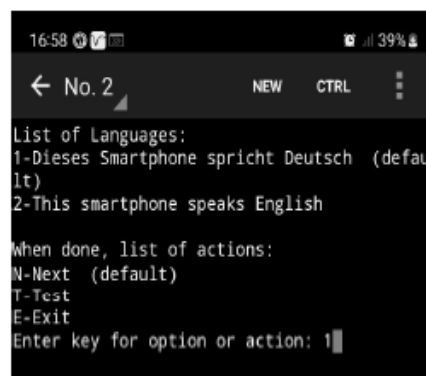 16:58 39%
No. 2 NEW CTRL
List of Languages:
1-Dieses Smartphone spricht Deutsch (defau
lt)
2-This smartphone speaks English
When done, list of actions:
N-Next (default)
T-Test
E-Exit
Enter key for option or action: 1